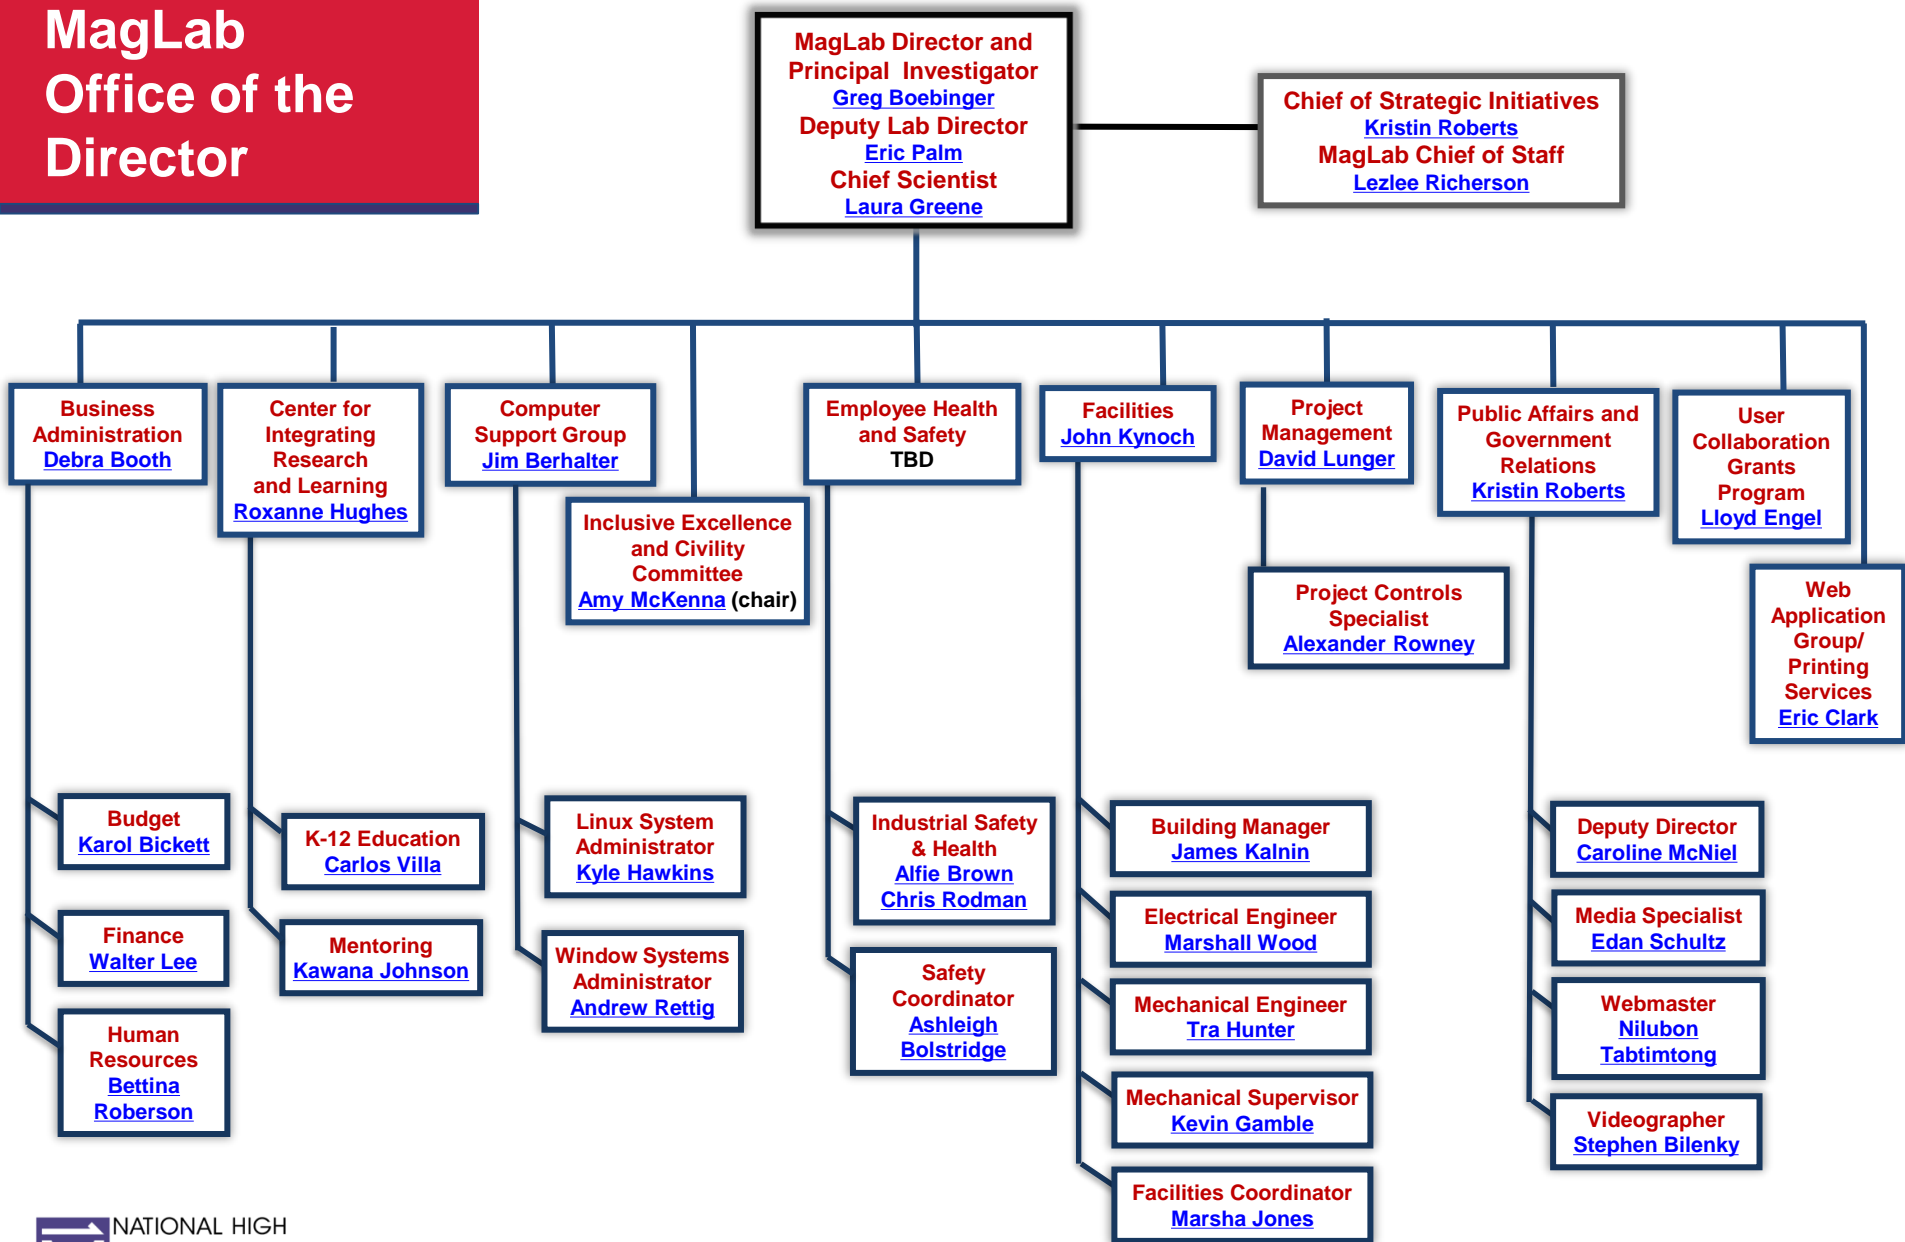 MagLab
Office of the
Director
MagLab Director and
Principal Investigator
Greg Boebinger
Deputy Lab Director
Eric Palm
Chief Scientist
Laura Greene
Chief of Strategic Initiatives
Kristin Roberts
MagLab Chief of Staff
Lezlee Richerson
Business
Administration
Debra Booth
Center for
Integrating
Research
and Learning
Roxanne Hughes
Computer
Support Group
Jim Berhalter
Inclusive Excellence
and Civility
Committee
Amy McKenna (chair)
Employee Health
and Safety
TBD
Facilities
John Kynoch
Project
Management
David Lunger
Project Controls
Specialist
Alexander Rowney
Public Affairs and
Government
Relations
Kristin Roberts
User
Collaboration
Grants
Program
Lloyd Engel
Web
Application
Group/
Printing
Services
Eric Clark
Budget
Karol Bickett
Finance
Walter Lee
Human
Resources
Bettina
Roberson
K-12 Education
Carlos Villa
Mentoring
Kawana Johnson
Linux System
Administrator
Kyle Hawkins
Window Systems
Administrator
Andrew Rettig
Industrial Safety
& Health
Alfie Brown
Chris Rodman
Safety
Coordinator
Ashleigh
Bolstridge
Building Manager
James Kalnin
Electrical Engineer
Marshall Wood
Mechanical Engineer
Tra Hunter
Mechanical Supervisor
Kevin Gamble
Facilities Coordinator
Marsha Jones
Deputy Director
Caroline McNiel
Media Specialist
Edan Schultz
Webmaster
Nilubon
Tabtimtong
Videographer
Stephen Bilenky
NATIONAL HIGH